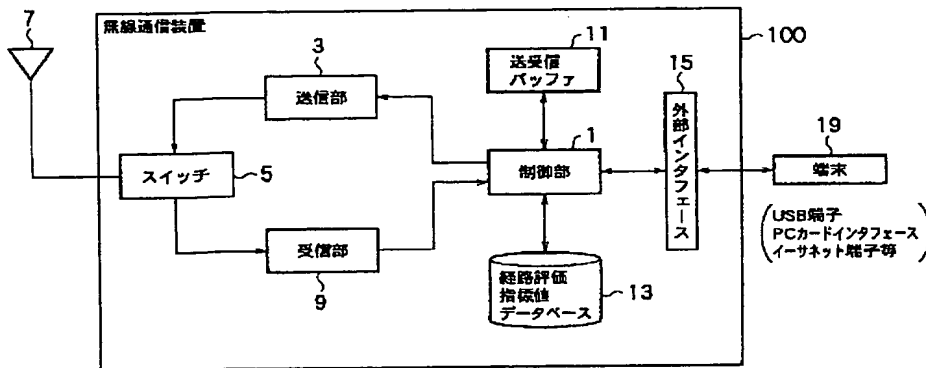 無線通信装置
7
3
送信部
11
送受信
バッファ
15
100
スイッチ
5
1
制御部
外部インタフェース
19
端末
USB端子
PCカードインタフェース
イーサネット端子等
受信部
9
経路評価
指標値
データベース
13